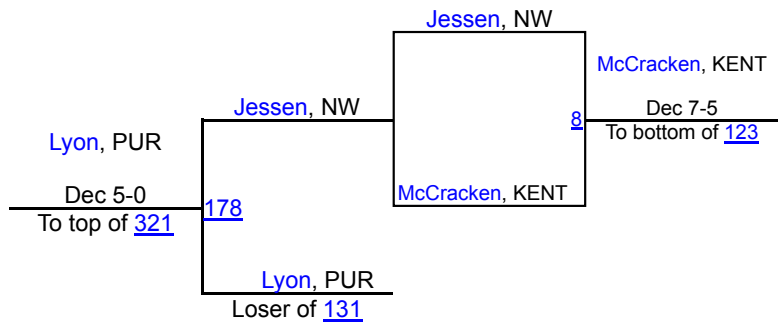 Jessen, NW
McCracken, KENT
Jessen, NW
8
Dec 7-5
To bottom of 123
Lyon, PUR
Dec 5-0
McCracken, KENT
To top of 321
178
Lyon, PUR
Loser of 131